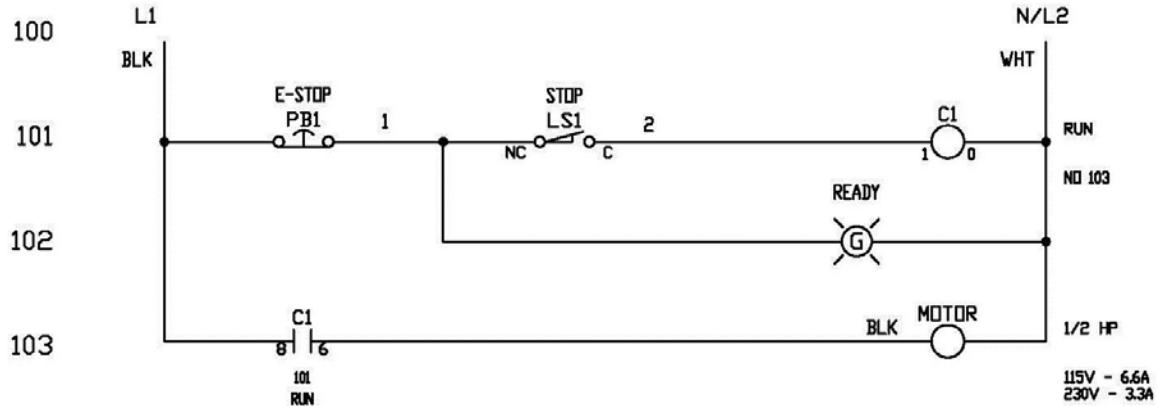 100 L1 N/L2
BLK WHT
E-STOP STOP
PB1 1 LS1 2 C1
101 RUN
NC C 1 0
NO 103
READY
102 G
C1 BLK MOTOR
103 8 6 1/2 HP
101
RUN
115V - 6.6A
230V - 3.3A